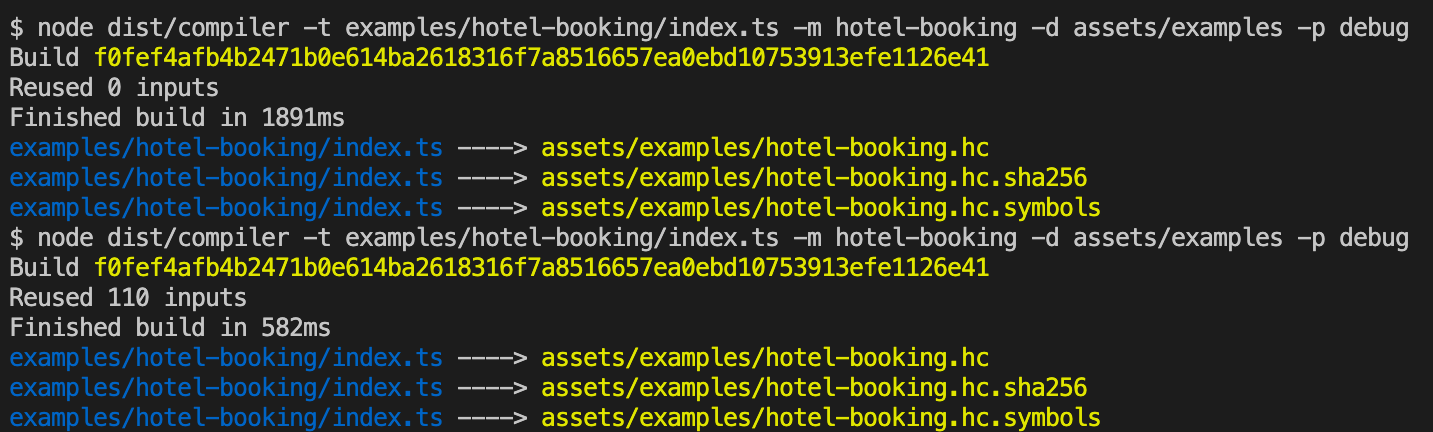 $ node dist/compiler -t examples/hotel-booking/index.ts -m hotel-booking -d assets/examples -p debug
Build f0fef4afb4b2471b0e614ba2618316f7a8516657ea0ebd10753913efe1126e41
Reused 0 inputs
Finished build in 1891ms
examples/hotel-booking/index.ts ----> assets/examples/hotel-booking.hc
examples/hotel-booking/index.ts ----> assets/examples/hotel-booking.hc.sha256
examples/hotel-booking/index.ts ----> assets/examples/hotel-booking.hc.symbols
$ node dist/compiler -t examples/hotel-booking/index.ts -m hotel-booking -d assets/examples -p debug
Build f0fef4afb4b2471b0e614ba2618316f7a8516657ea0ebd10753913efe1126e41
Reused 110 inputs
Finished build in 582ms
examples/hotel-booking/index.ts ----> assets/examples/hotel-booking.hc
examples/hotel-booking/index.ts ----> assets/examples/hotel-booking.hc.sha256
examples/hotel-booking/index.ts ----> assets/examples/hotel-booking.hc.symbols